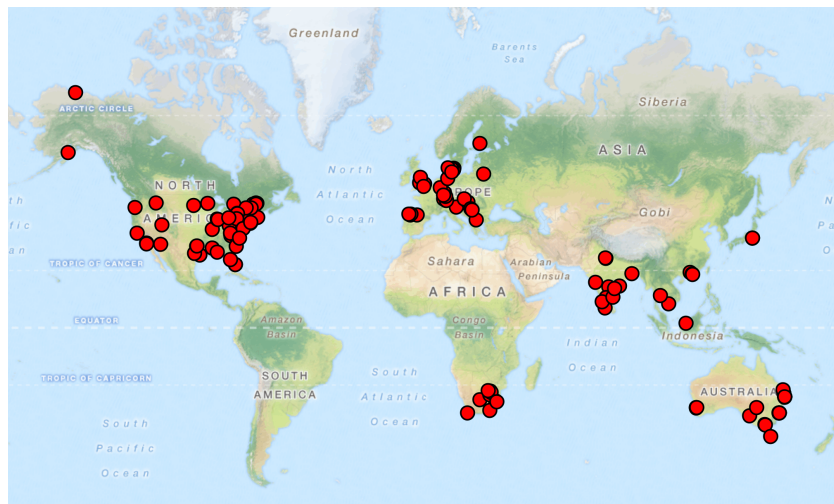 Greenland
Barents
Sea
Siberia
ARCTIC CIRCLE
ASIA
North
Atlantic
Ocean
NORTH
AMERIC
ROPE
Gobi
TROPIC OF CANCER
Sahara
Arabian
Peninsula
AFRICA
EQUATOR
Amazon
Basin
Congo
Basin
Indonesia
Indian
Ocean
TROPIC OF CAPRICORN
SOUTH
AMERICA
South
Atlantic
Ocean
AUSTRALIA
South
Pacific
Ocean